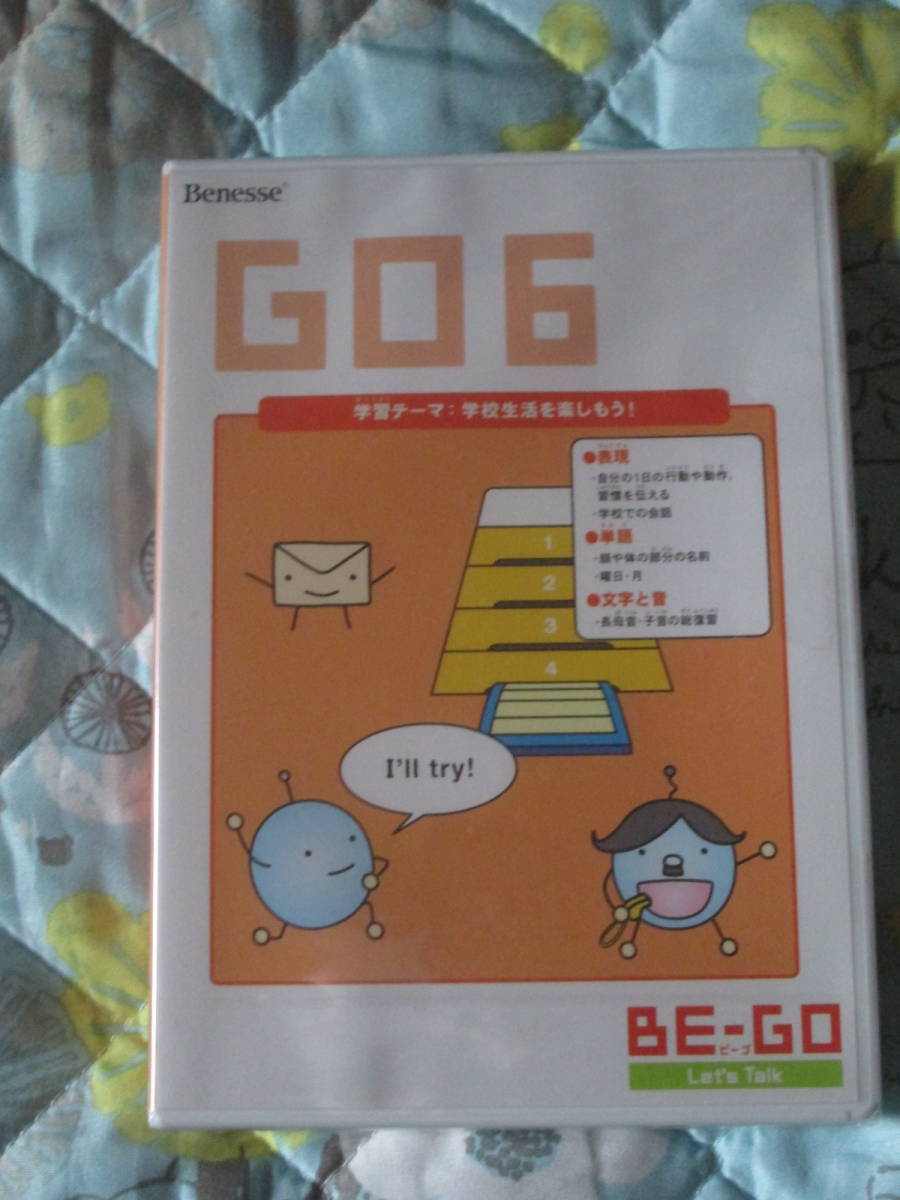 Benesse®
GO6
学習テーマ：学校生活を楽しもう！
●表現
・自分の1日の行動や動作、
習慣を伝える
・学校での会話
●単語
・顔や体の部分の名前
・曜日・月
●文字と音
・長母音・子音の総復習
1
2
3
4
I'll try!
BE-GO
ビーゴ
Let's Talk